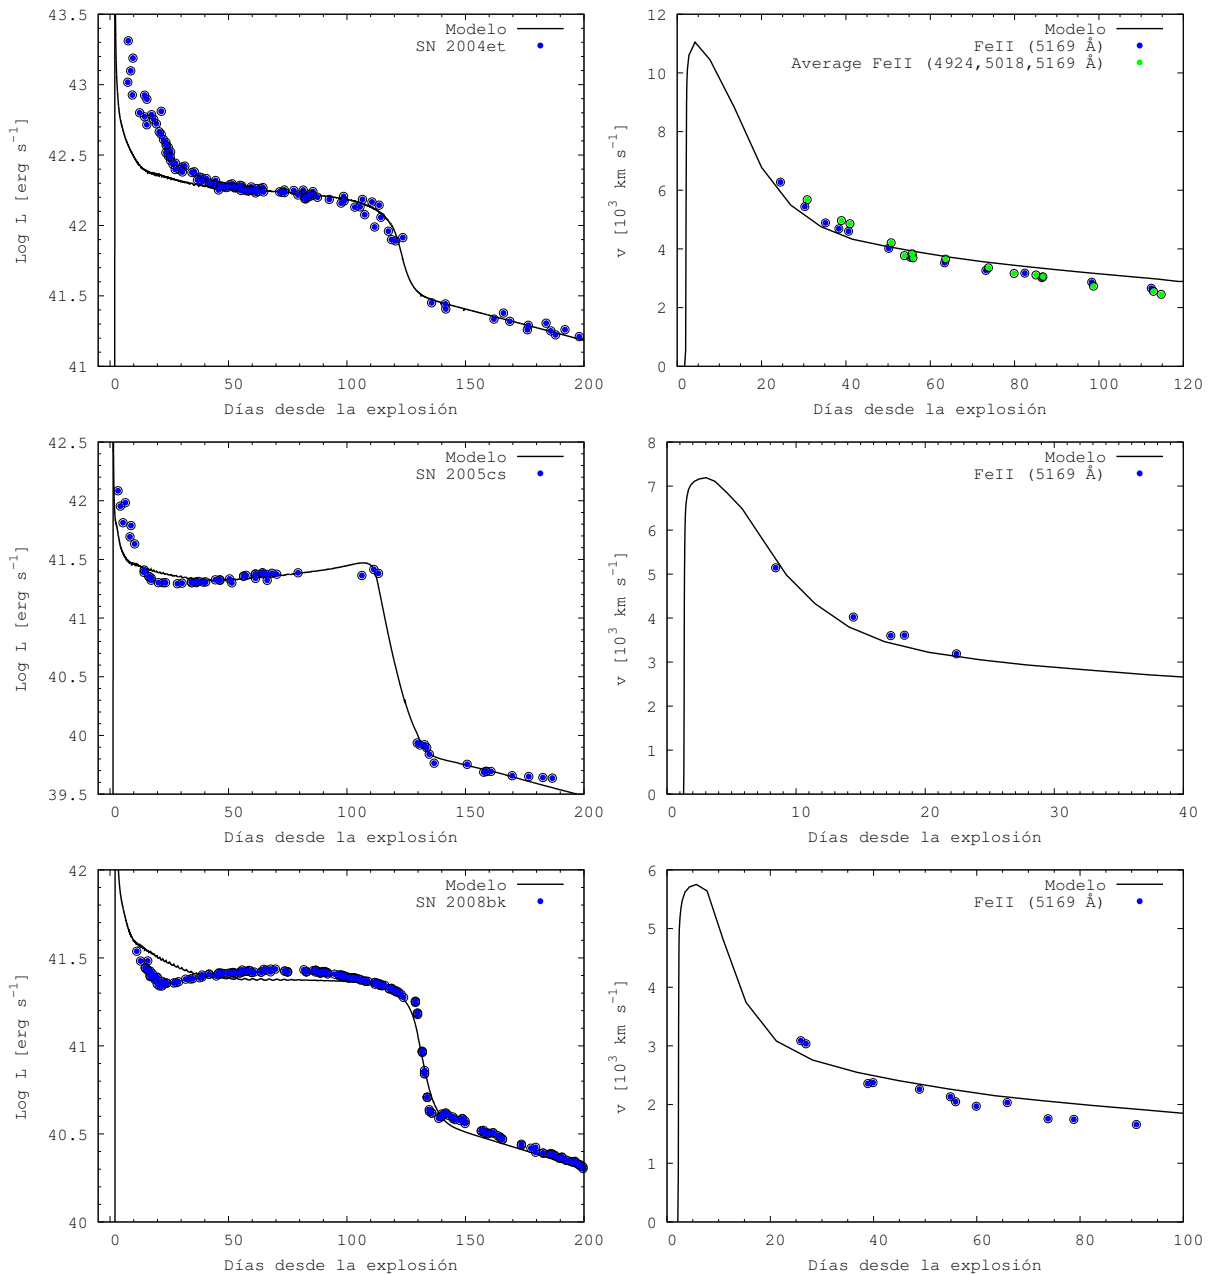 43.5
43
42.5
42
41.5
41
0 50 100 150 200
Log L [erg s⁻¹]
Días desde la explosión
Modelo
SN 2004et
12
10
8
6
4
2
0
0 20 40 60 80 100 120
v [10³ km s⁻¹]
Días desde la explosión
Modelo
FeII (5169 Å)
Average FeII (4924,5018,5169 Å)
42.5
42
41.5
41
40.5
40
39.5
0 50 100 150 200
Log L [erg s⁻¹]
Días desde la explosión
Modelo
SN 2005cs
8
7
6
5
4
3
2
1
0
0 10 20 30 40
v [10³ km s⁻¹]
Días desde la explosión
Modelo
FeII (5169 Å)
42
41.5
41
40.5
40
0 50 100 150 200
Log L [erg s⁻¹]
Días desde la explosión
Modelo
SN 2008bk
6
5
4
3
2
1
0
0 20 40 60 80 100
v [10³ km s⁻¹]
Días desde la explosión
Modelo
FeII (5169 Å)